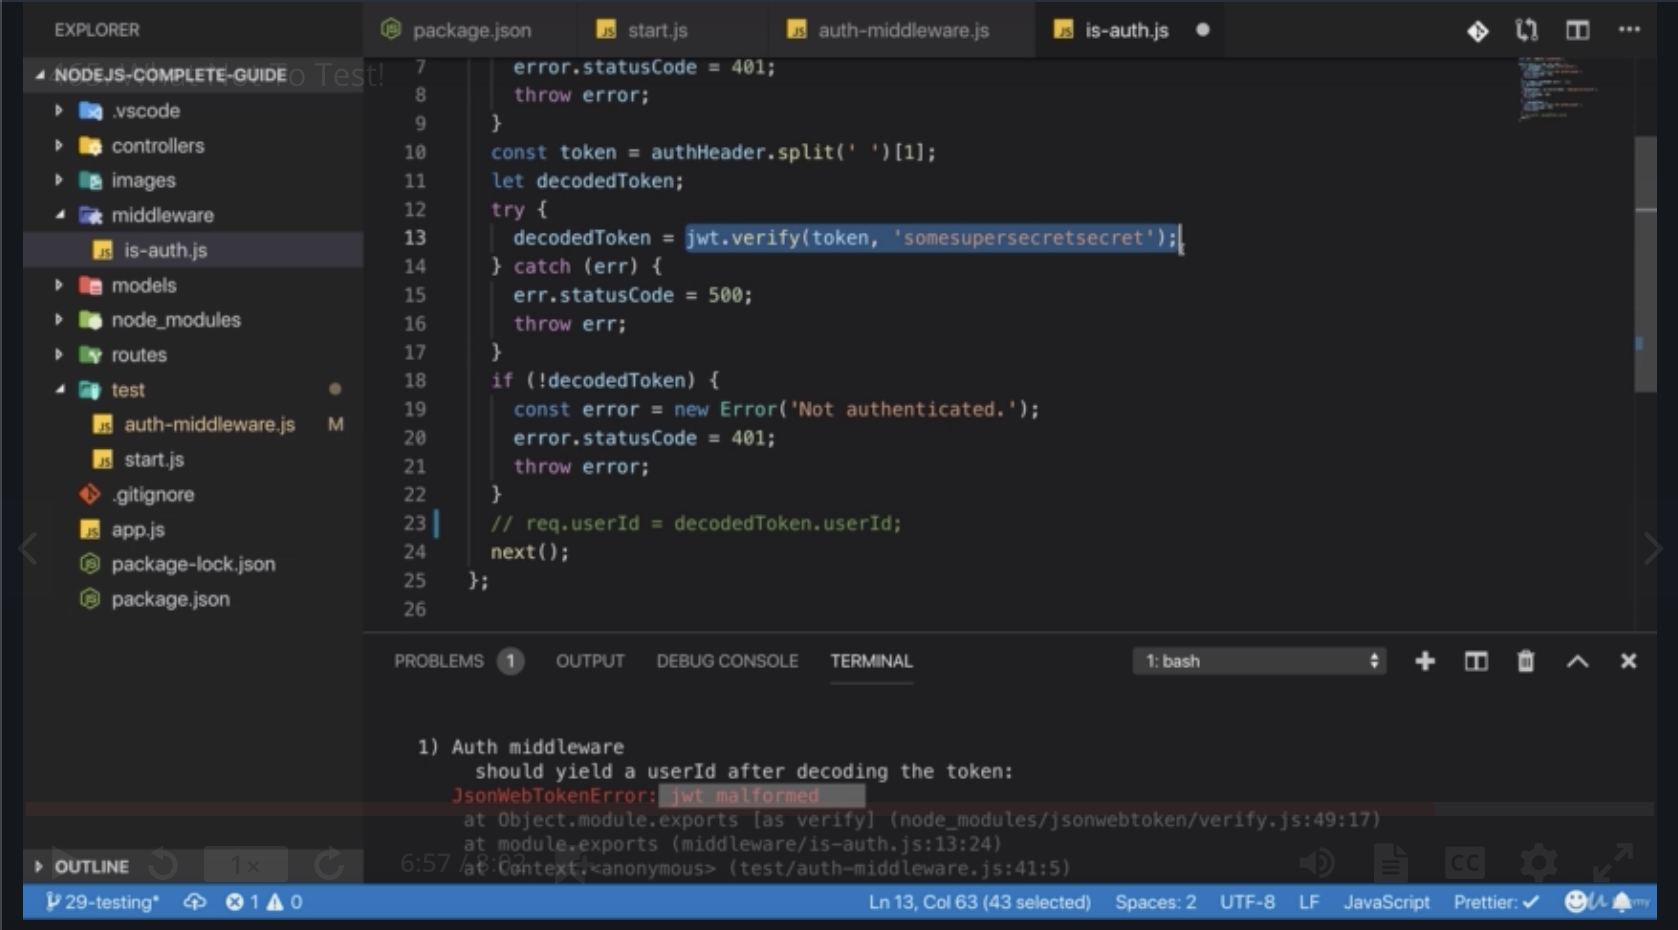 EXPLORER
package.json
start.js
auth-middleware.js
is-auth.js
NODEJS-COMPLETE-GUIDE
What Not To Test!
.vscode
controllers
images
middleware
is-auth.js
models
node_modules
routes
test
auth-middleware.js M
start.js
.gitignore
app.js
package-lock.json
package.json
OUTLINE
7 error.statusCode = 401;
8 throw error;
9 }
10 const token = authHeader.split(' ')[1];
11 let decodedToken;
12 try {
13 decodedToken = jwt.verify(token, 'somesupersecretsecret');
14 } catch (err) {
15 err.statusCode = 500;
16 throw err;
17 }
18 if (!decodedToken) {
19 const error = new Error('Not authenticated.');
20 error.statusCode = 401;
21 throw error;
22 }
23 // req.userId = decodedToken.userId;
24 next();
25 };
26
PROBLEMS 1 OUTPUT DEBUG CONSOLE TERMINAL 1: bash
1) Auth middleware
should yield a userId after decoding the token:
JsonWebTokenError: jwt malformed
at Object.module.exports [as verify] (node_modules/jsonwebtoken/verify.js:49:17)
at module.exports (middleware/is-auth.js:13:24)
at Context.<anonymous> (test/auth-middleware.js:41:5)
1x
6:57 /
CC
29-testing* 1 0 Ln 13, Col 63 (43 selected) Spaces: 2 UTF-8 LF JavaScript Prettier: ✓